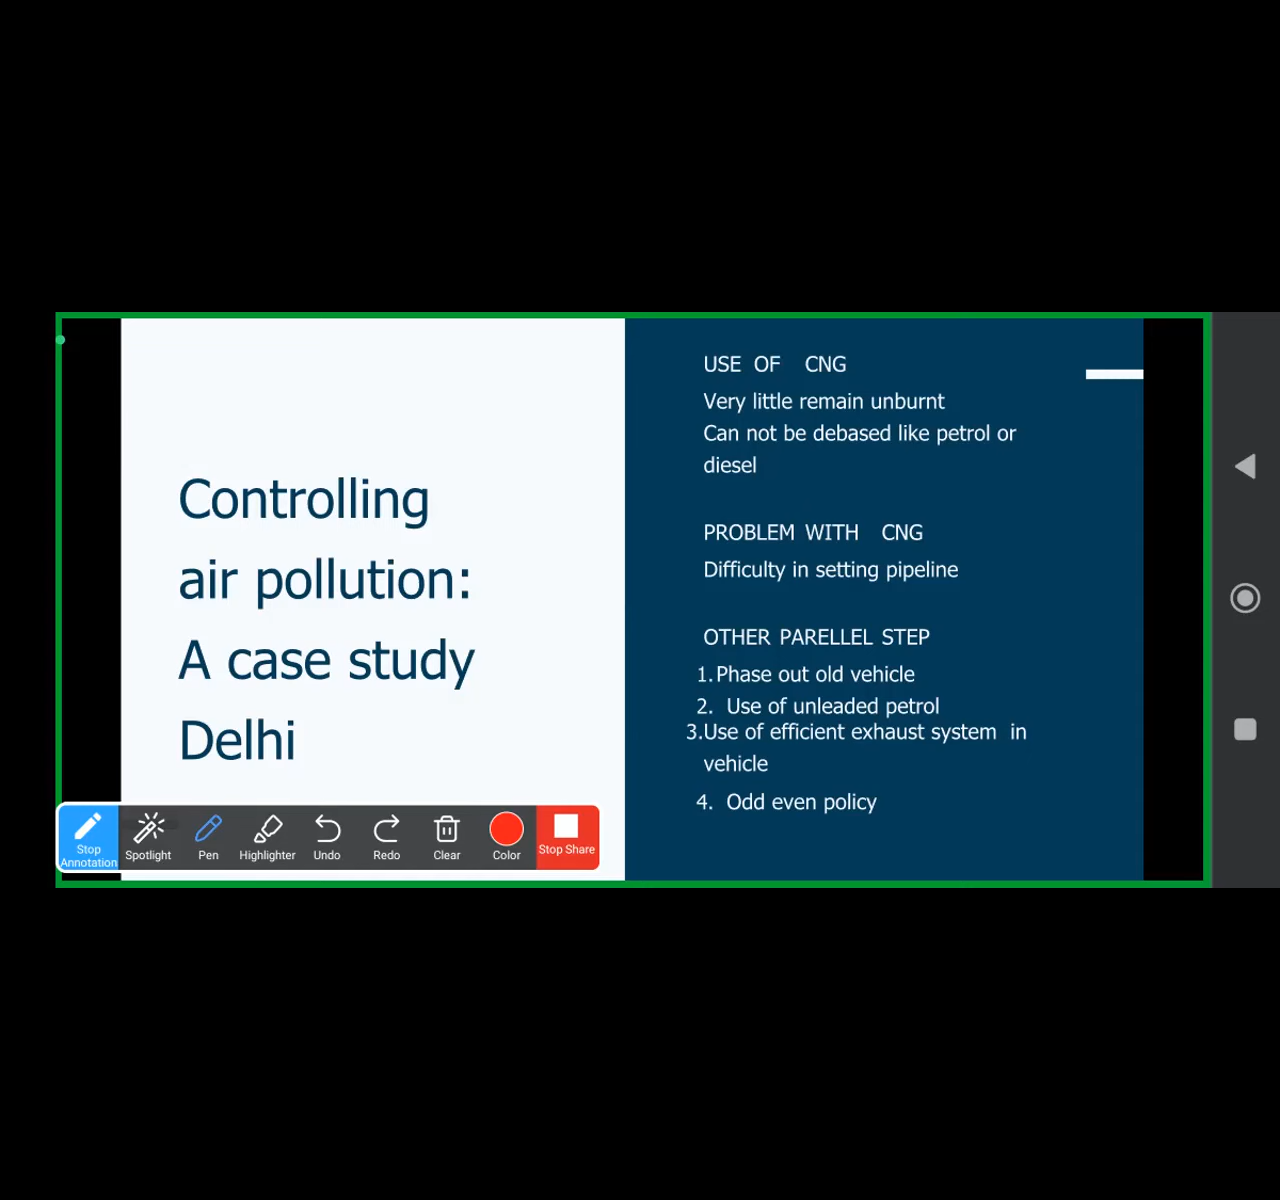 Controlling
air pollution:
A case study
Delhi
USE OF CNG
Very little remain unburnt
Can not be debased like petrol or
diesel
PROBLEM WITH CNG
Difficulty in setting pipeline
OTHER PARELLEL STEP
1.Phase out old vehicle
2. Use of unleaded petrol
3.Use of efficient exhaust system in
vehicle
4. Odd even policy
Stop
Annotation
Spotlight
Pen
Highlighter
Undo
Redo
Clear
Color
Stop Share